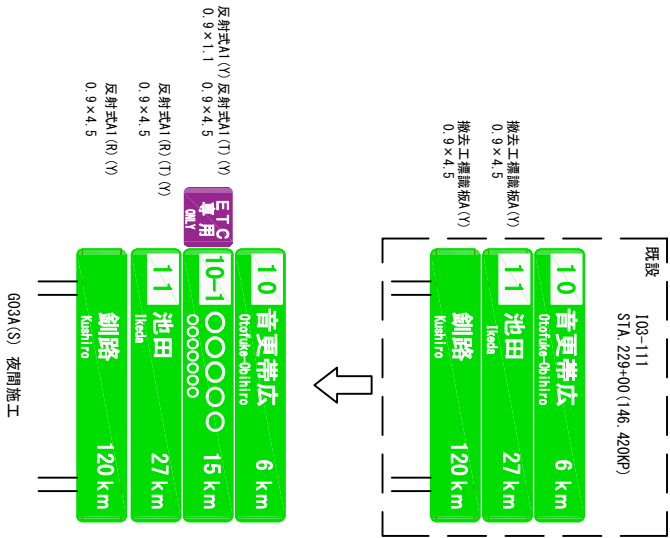 既設
I03-111
STA. 229+00(146.420KP)
10 音更帯広 6 km
Otofuke-Obihiro
11 池田 27 km
Ikeda
釧路 120 km
Kushiro
撤去工標識板A(Y)
0.9×4.5
撤去工標識板A(Y)
0.9×4.5
ETC
専用
ONLY
10 音更帯広 6 km
Otofuke-Obihiro
10-1 ○○○○○ 15 km
○○○○○○○
11 池田 27 km
Ikeda
釧路 120 km
Kushiro
反射式A1(Y) 反射式A1(T)(Y)
0.9×1.1 0.9×4.5
反射式A1(R)(T)(Y)
0.9×4.5
反射式A1(R)(Y)
0.9×4.5
G03A(S) 夜間施工